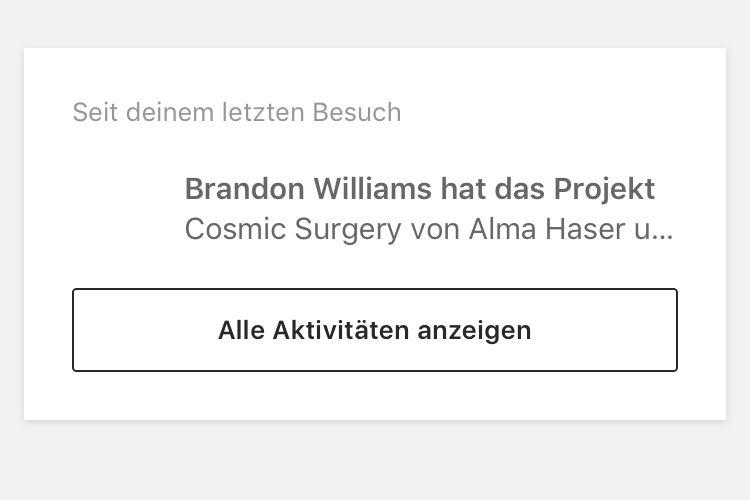 Seit deinem letzten Besuch
Brandon Williams hat das Projekt
Cosmic Surgery von Alma Haser u...
Alle Aktivitäten anzeigen